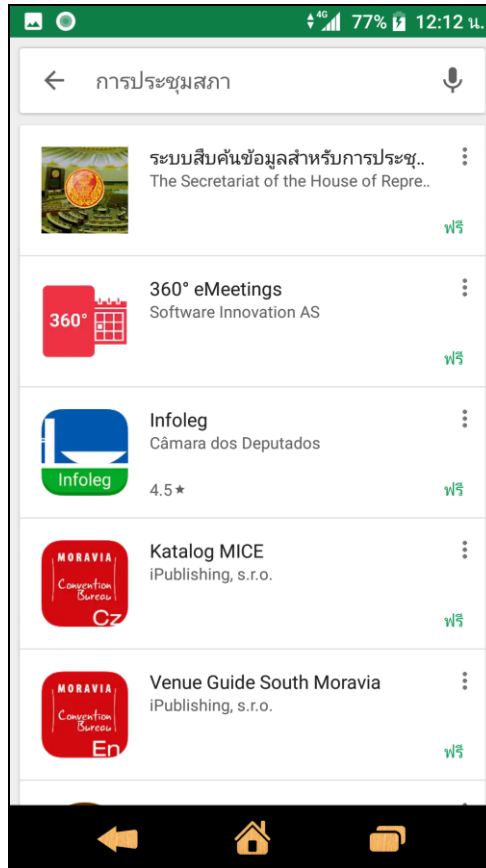 4G 77% 12:12 น.
การประชุมสภา
ระบบสืบค้นข้อมูลสำหรับการประชุ..
The Secretariat of the House of Repre..
ฟรี
360° eMeetings
360°
Software Innovation AS
ฟรี
Infoleg
Câmara dos Deputados
Infoleg
4.5★
ฟรี
MORAVIA
Convention
Bureau
Cz
Katalog MICE
iPublishing, s.r.o.
ฟรี
MORAVIA
Convention
Bureau
En
Venue Guide South Moravia
iPublishing, s.r.o.
ฟรี